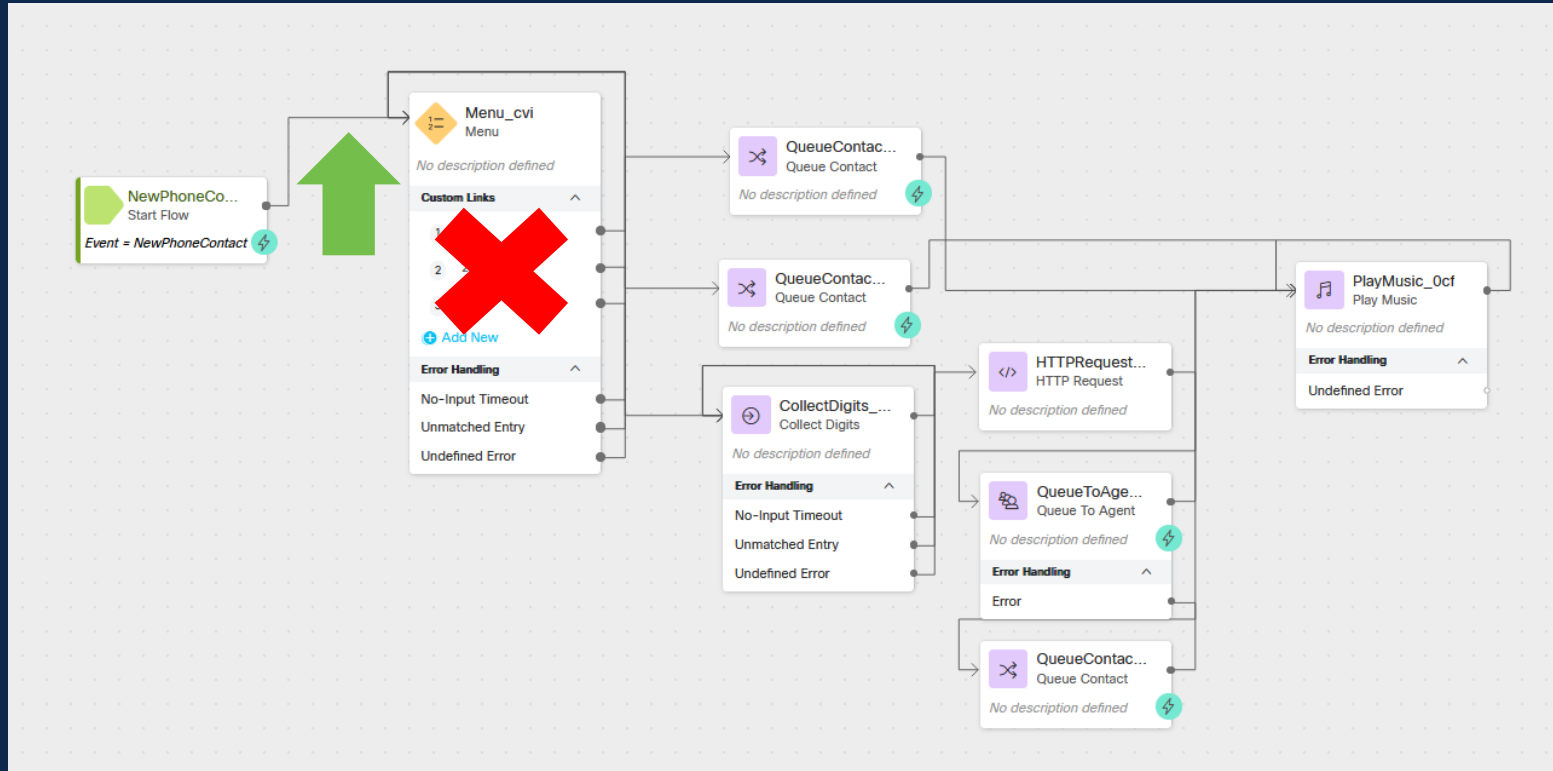 NewPhoneCo...
Start Flow
Event = NewPhoneContact
Menu_cvi
Menu
No description defined
Custom Links
2
Add New
Error Handling
No-Input Timeout
Unmatched Entry
Undefined Error
QueueContac...
Queue Contact
No description defined
QueueContac...
Queue Contact
No description defined
CollectDigits_...
Collect Digits
No description defined
Error Handling
No-Input Timeout
Unmatched Entry
Undefined Error
HTTPRequest...
HTTP Request
No description defined
QueueToAge...
Queue To Agent
No description defined
Error Handling
Error
QueueContac...
Queue Contact
No description defined
PlayMusic_0cf
Play Music
No description defined
Error Handling
Undefined Error